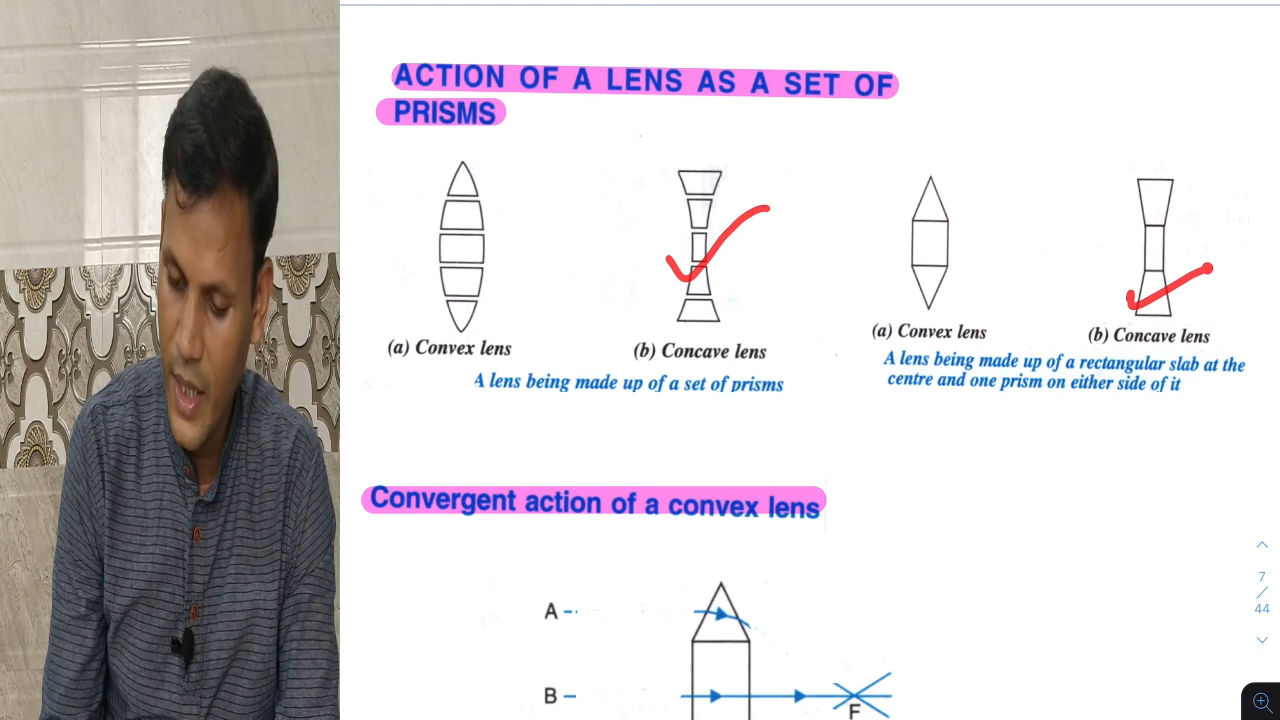 ACTION OF A LENS AS A SET OF
PRISMS
(a) Convex lens
(b) Concave lens
A lens being made up of a set of prisms
(a) Convex lens
(b) Concave lens
A lens being made up of a rectangular slab at the
centre and one prism on either side of it
Convergent action of a convex lens
A
B
F
7
/
44